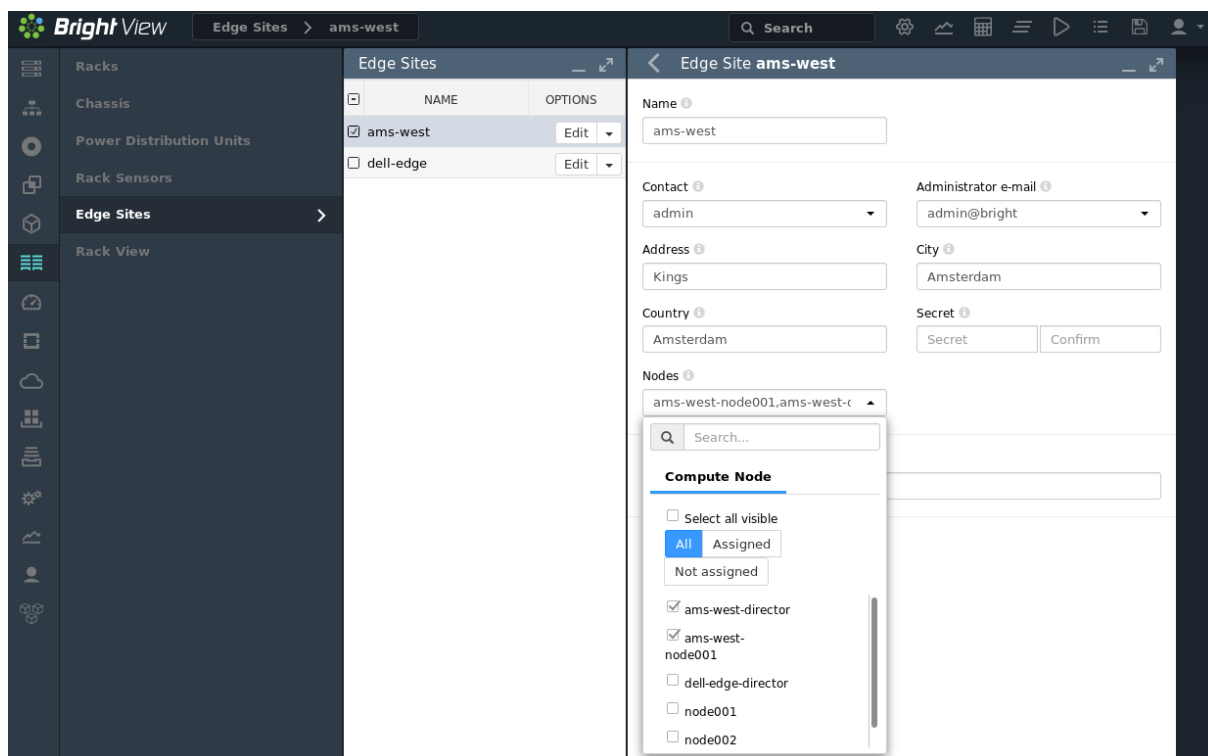 Bright View
Edge Sites > ams-west
Search
Racks
Chassis
Power Distribution Units
Rack Sensors
Edge Sites
Rack View
Edge Sites
NAME OPTIONS
ams-west Edit
dell-edge Edit
Edge Site ams-west
Name
ams-west
Contact Administrator e-mail
admin admin@bright
Address City
Kings Amsterdam
Country Secret
Amsterdam Secret Confirm
Nodes
ams-west-node001,ams-west-
Search...
Compute Node
Select all visible
All Assigned
Not assigned
ams-west-director
ams-west-
node001
dell-edge-director
node001
node002